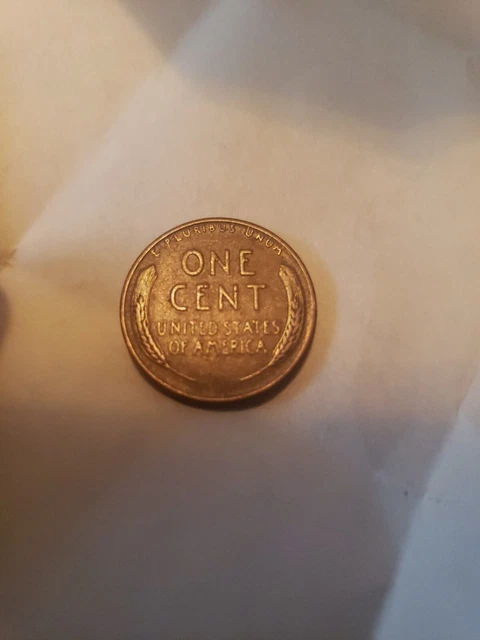 E·PLURIBUS·UNUM
ONE
CENT
UNITED STATES
OF AMERICA